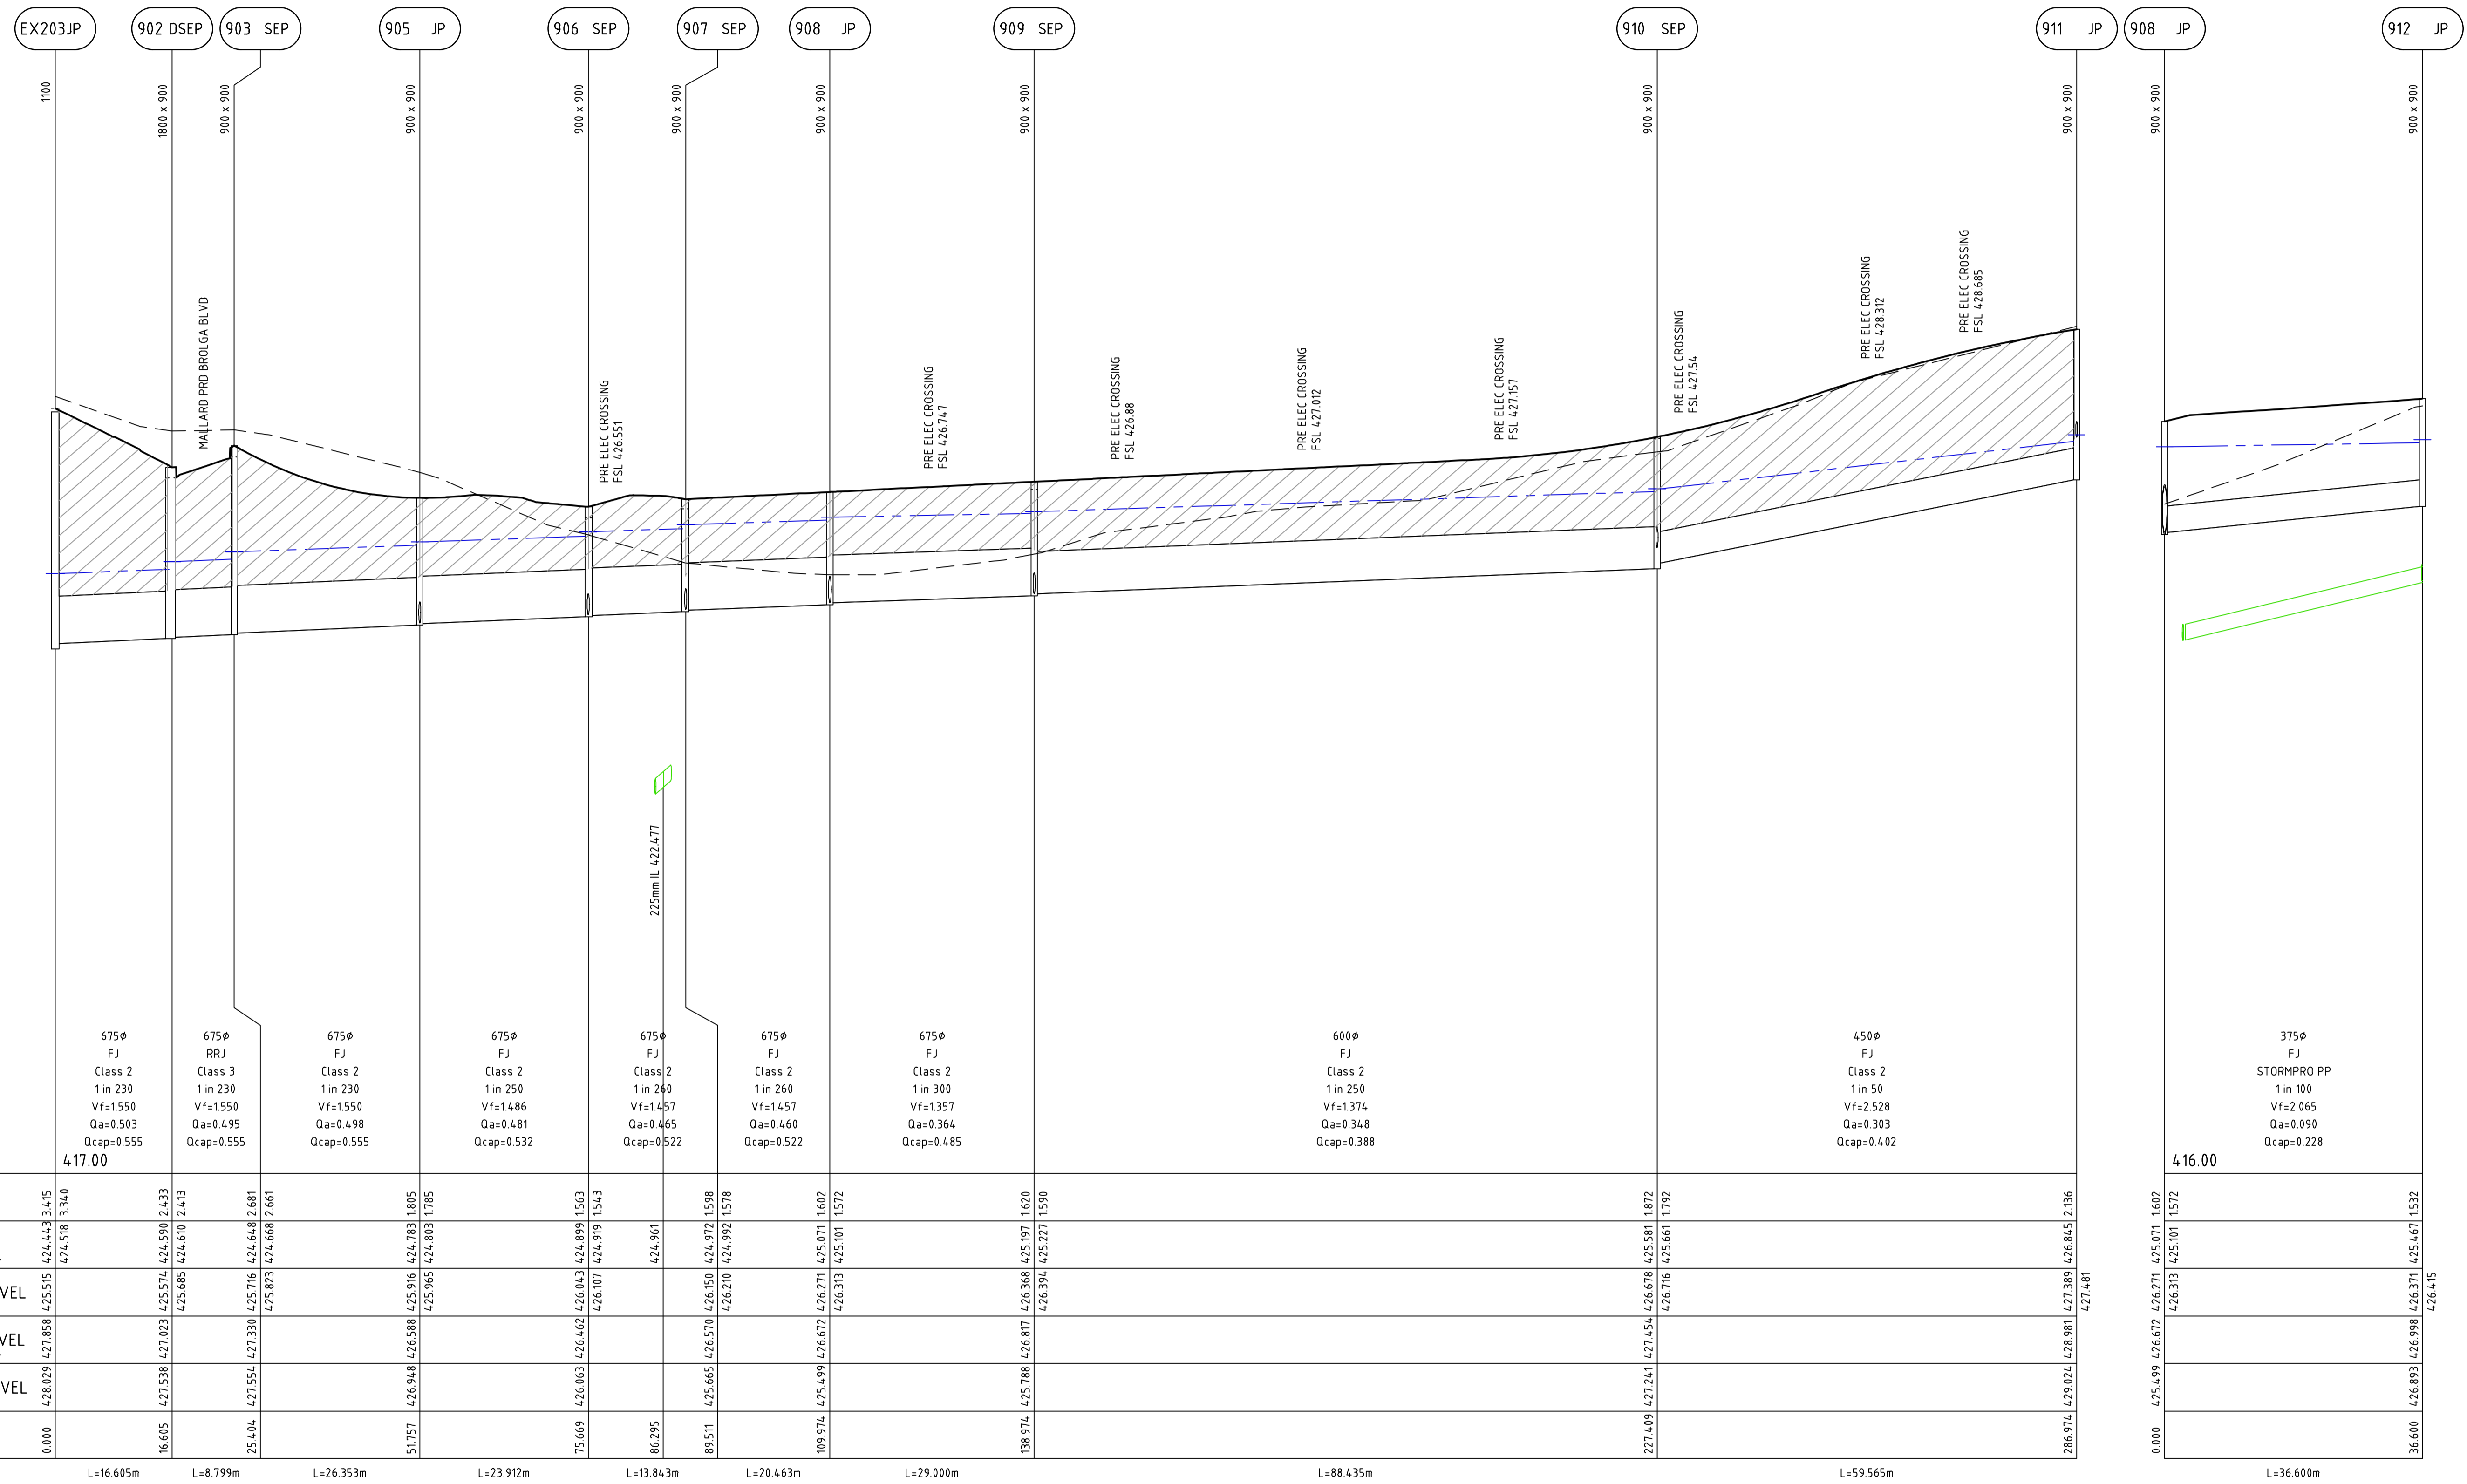 EX203JP 902 DSEP 903 SEP 905 JP 906 SEP 907 SEP 908 JP 909 SEP 910 SEP 911 JP 908 JP 912 JP
1100 1800 x 900 900 x 900 900 x 900 900 x 900 900 x 900 900 x 900 900 x 900 900 x 900 900 x 900 900 x 900 900 x 900
MALLARD PRD BROLGA BLVD
PRE ELEC CROSSING
FSL 426.551
PRE ELEC CROSSING
FSL 426.747
PRE ELEC CROSSING
FSL 426.88
PRE ELEC CROSSING
FSL 427.012
PRE ELEC CROSSING
FSL 427.157
PRE ELEC CROSSING
FSL 427.54
PRE ELEC CROSSING
FSL 428.312
PRE ELEC CROSSING
FSL 428.685
225mm IL 422.477
675ø 675ø 675ø 675ø 675ø 675ø 675ø 600ø 450ø 375ø
FJ RRJ FJ FJ FJ FJ FJ FJ FJ FJ
Class 2 Class 3 Class 2 Class 2 Class 2 Class 2 Class 2 Class 2 Class 2 STORMPRO PP
1 in 230 1 in 230 1 in 230 1 in 250 1 in 260 1 in 260 1 in 300 1 in 250 1 in 50 1 in 100
Vf=1.550 Vf=1.550 Vf=1.550 Vf=1.486 Vf=1.457 Vf=1.457 Vf=1.357 Vf=1.374 Vf=2.528 Vf=2.065
Qa=0.503 Qa=0.495 Qa=0.498 Qa=0.481 Qa=0.465 Qa=0.460 Qa=0.364 Qa=0.348 Qa=0.303 Qa=0.090
Qcap=0.555 Qcap=0.555 Qcap=0.555 Qcap=0.532 Qcap=0.522 Qcap=0.522 Qcap=0.485 Qcap=0.388 Qcap=0.402 Qcap=0.228
417.00 416.00
3.415 3.340 2.433 2.413 2.681 2.661 1.805 1.785 1.563 1.543 1.598 1.578 1.602 1.572 1.620 1.590 1.872 1.792 2.136 1.602 1.572 1.532
424.443 424.518 424.590 424.610 424.648 424.668 424.783 424.803 424.899 424.919 424.961 424.972 424.992 425.071 425.101 425.197 425.227 425.581 425.661 426.845 425.071 425.101 425.467
VEL 425.515 425.574 425.685 425.716 425.823 425.916 425.965 426.043 426.107 426.150 426.210 426.271 426.313 426.368 426.394 426.678 426.716 427.389 427.481 426.271 426.313 426.371 426.415
VEL 427.858 427.023 427.330 426.588 426.462 426.570 426.672 426.817 427.454 428.981 426.672 426.998
VEL 428.029 427.538 427.554 426.948 426.063 425.665 425.499 425.788 427.241 429.024 425.499 426.893
0.000 16.605 25.404 51.757 75.669 86.295 89.511 109.974 138.974 227.409 286.974 0.000 36.600
L=16.605m L=8.799m L=26.353m L=23.912m L=13.843m L=20.463m L=29.000m L=88.435m L=59.565m L=36.600m